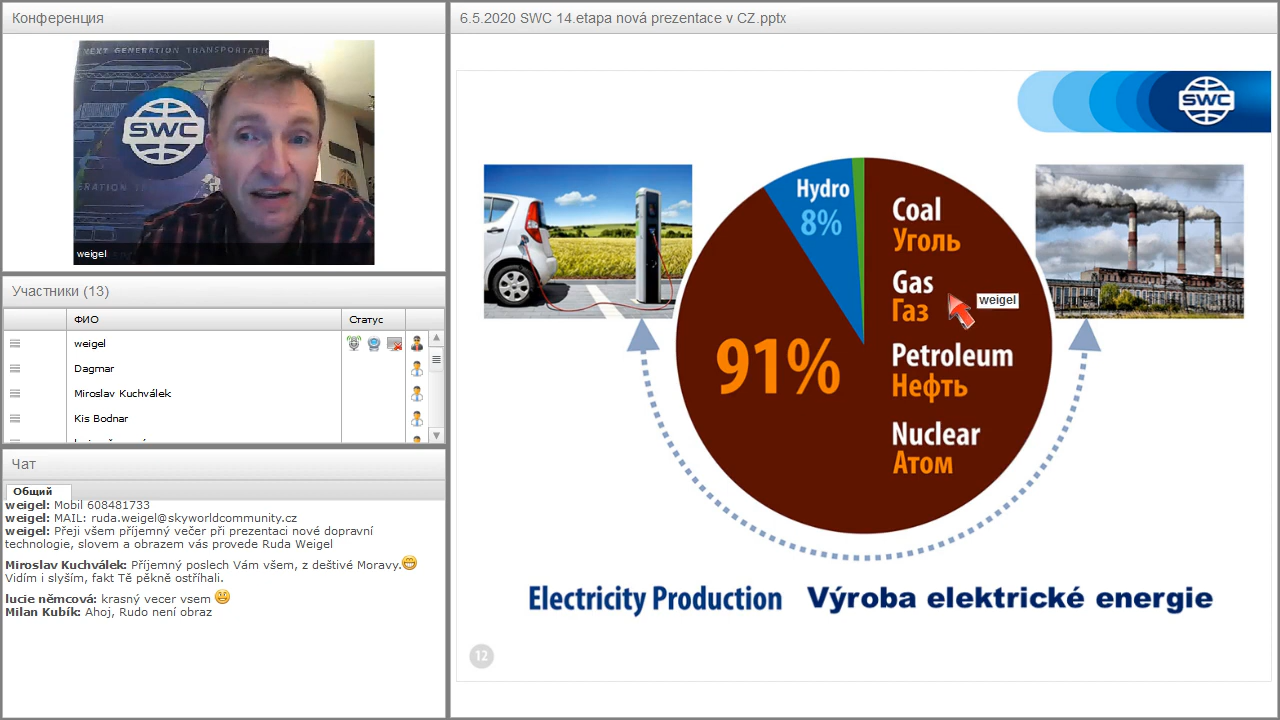 Конференция
NEXT GENERATION TRANSPORTATIO
SWC
weigel
Участники (13)
ФИО
Статус
weigel
Dagmar
Miroslav Kuchválek
Kis Bodnar
Чат
Общий
weigel: Mobil 608481733
weigel: MAIL: ruda.weigel@skyworldcommunity.cz
weigel: Přeji všem příjemný večer při prezentaci nové dopravní
technologie, slovem a obrazem vás provede Ruda Weigel
Miroslav Kuchválek: Příjemný poslech Vám všem, z deštivé Moravy.
Vidím i slyším, fakt Tě pěkně ostříhali.
lucie němcová: krasný vecer vsem
Milan Kubík: Ahoj, Rudo není obraz
6.5.2020 SWC 14.etapa nová prezentace v CZ.pptx
SWC
Hydro
8%
91%
Coal
Уголь
Gas
Газ
weigel
Petroleum
Нефть
Nuclear
Атом
Electricity Production Výroba elektrické energie
12